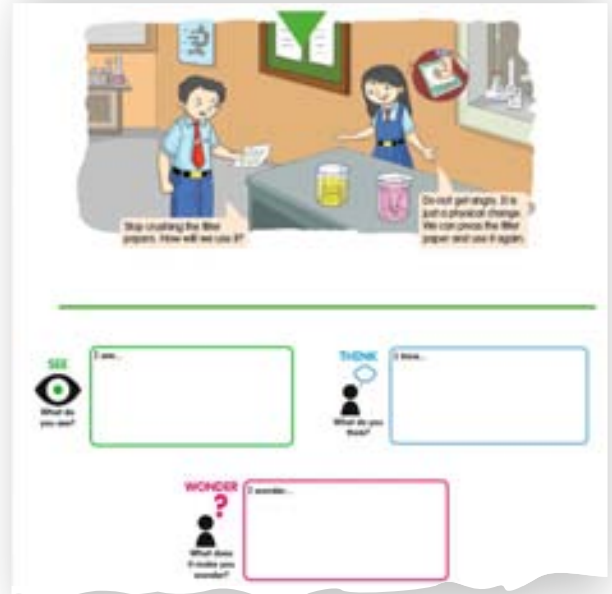 Stop crushing the filter
papers. How will we use it?
Do not get angry. It is
just a physical change.
We can press the filter
paper and use it again.
SEE
What do
you see?
I see...
THINK
What do you
think?
I think...
WONDER
?
What does
it make you
wonder?
I wonder...